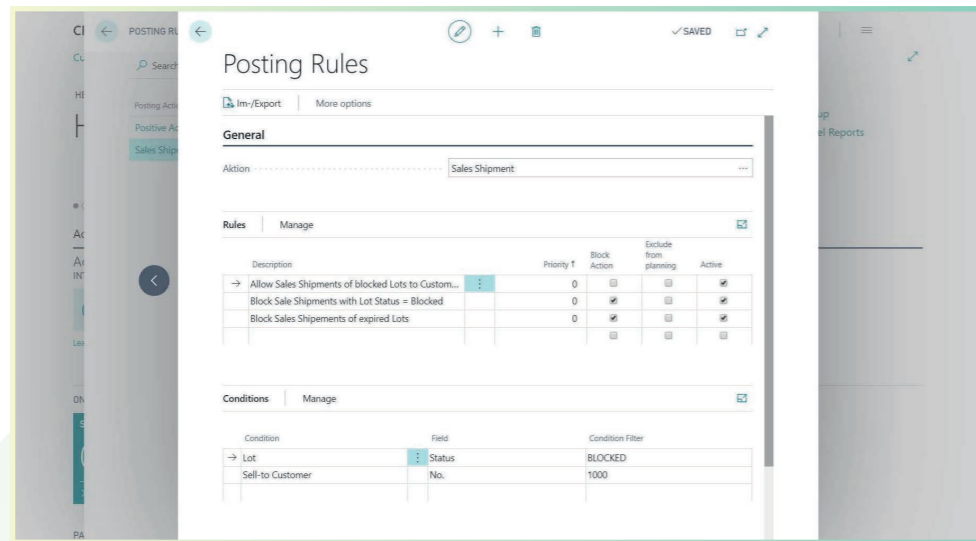 POSTING RU
SAVED
Search
Posting Rules
Posting Acti
Im-/Export More options
Positive Ad
General
Sales Ship
el Reports
Aktion Sales Shipment ...
Rules Manage
Description Priority ↑ Block Action Exclude from planning Active
→ Allow Sales Shipments of blocked Lots to Custom... 0
Block Sale Shipments with Lot Status = Blocked 0
Block Sales Shipements of expired Lots 0
Conditions Manage
Condition Field Condition Filter
→ Lot Status BLOCKED
Sell-to Customer No. 1000
PA